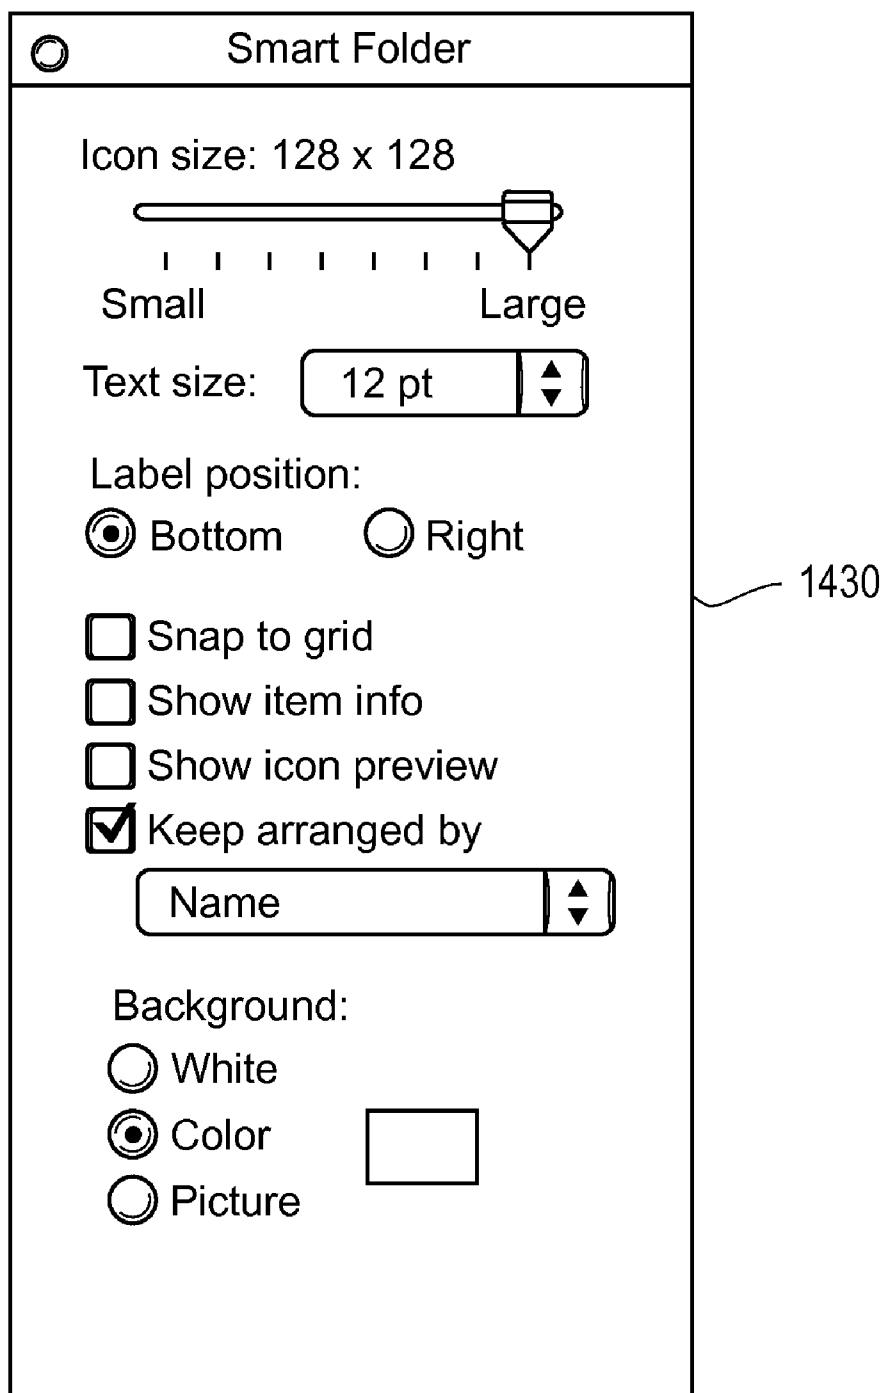 Smart Folder
Icon size: 128 x 128
Small Large
Text size: 12 pt
Label position:
Bottom Right
1430
Snap to grid
Show item info
Show icon preview
Keep arranged by
Name
Background:
White
Color
Picture